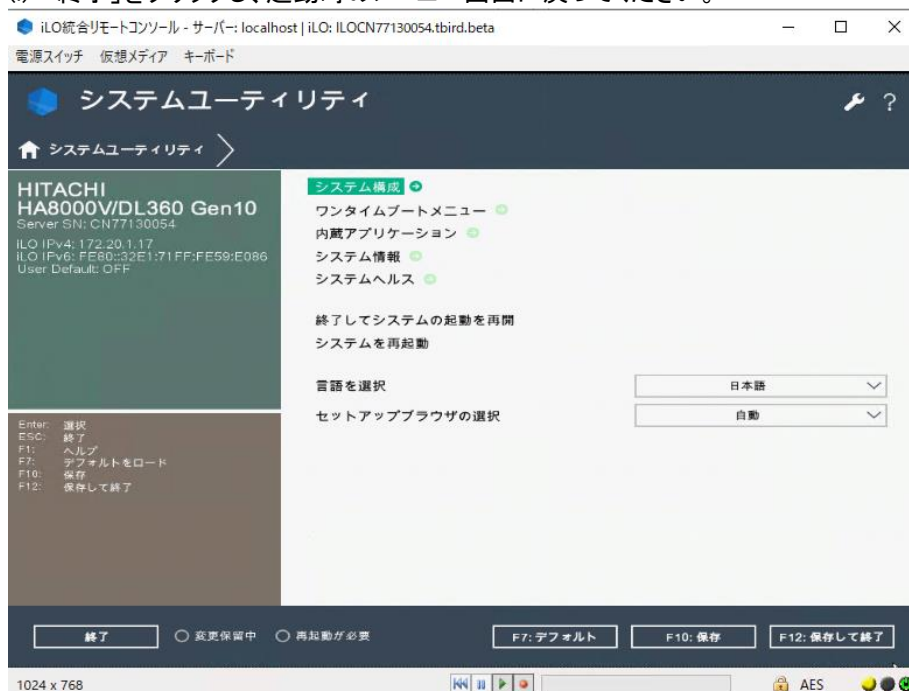 iLO統合リモートコンソール - サーバー: localhost | iLO: ILOCN77130054.tbird.beta
電源スイッチ 仮想メディア キーボード
システムユーティリティ
?
システムユーティリティ
HITACHI
HA8000V/DL360 Gen10
Server SN: CN77130054
iLO IPv4: 172.20.1.17
iLO IPv6: FE80::32E1:71FF:FE59:E086
User Default: OFF
Enter: 選択
ESC: 終了
F1: ヘルプ
F7: デフォルトをロード
F10: 保存
F12: 保存して終了
システム構成
ワンタイムブートメニュー
内蔵アプリケーション
システム情報
システムヘルス
終了してシステムの起動を再開
システムを再起動
言語を選択 日本語
セットアップブラウザの選択 自動
終了 変更保留中 再起動が必要 F7: デフォルト F10: 保存 F12: 保存して終了
1024 x 768 AES